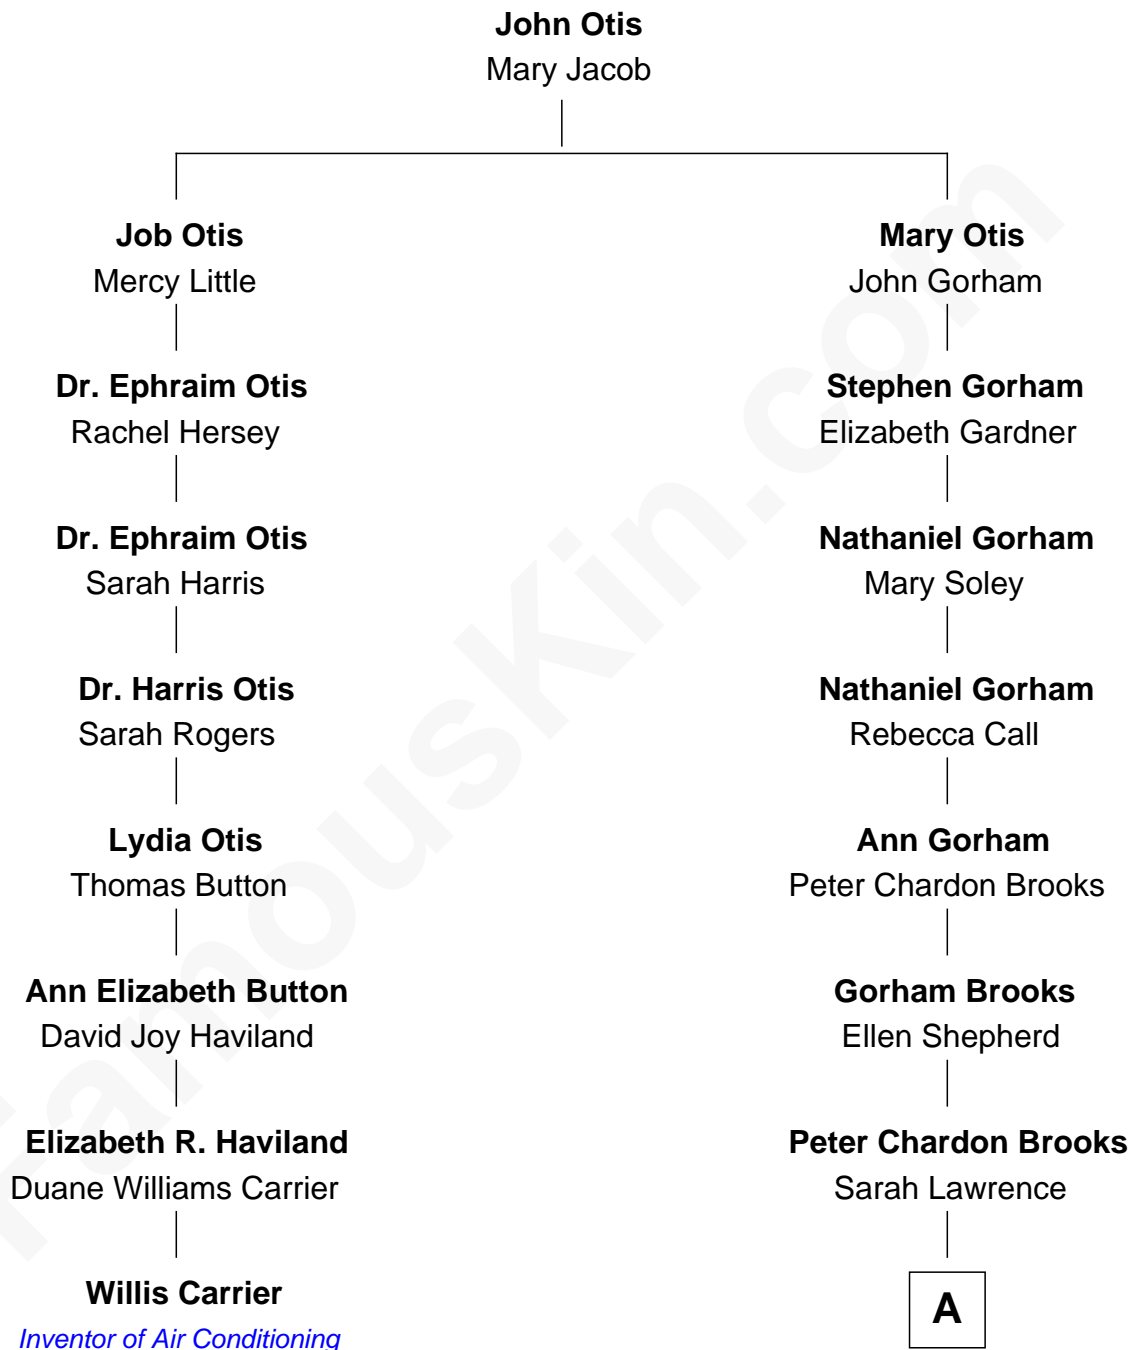 John Otis
Mary Jacob
Job Otis
Mercy Little
Mary Otis
John Gorham
Dr. Ephraim Otis
Rachel Hersey
Stephen Gorham
Elizabeth Gardner
Dr. Ephraim Otis
Sarah Harris
Nathaniel Gorham
Mary Soley
Dr. Harris Otis
Sarah Rogers
Nathaniel Gorham
Rebecca Call
Lydia Otis
Thomas Button
Ann Gorham
Peter Chardon Brooks
Ann Elizabeth Button
David Joy Haviland
Gorham Brooks
Ellen Shepherd
Elizabeth R. Haviland
Duane Williams Carrier
Peter Chardon Brooks
Sarah Lawrence
Willis Carrier
Inventor of Air Conditioning
A
FamousKin.com